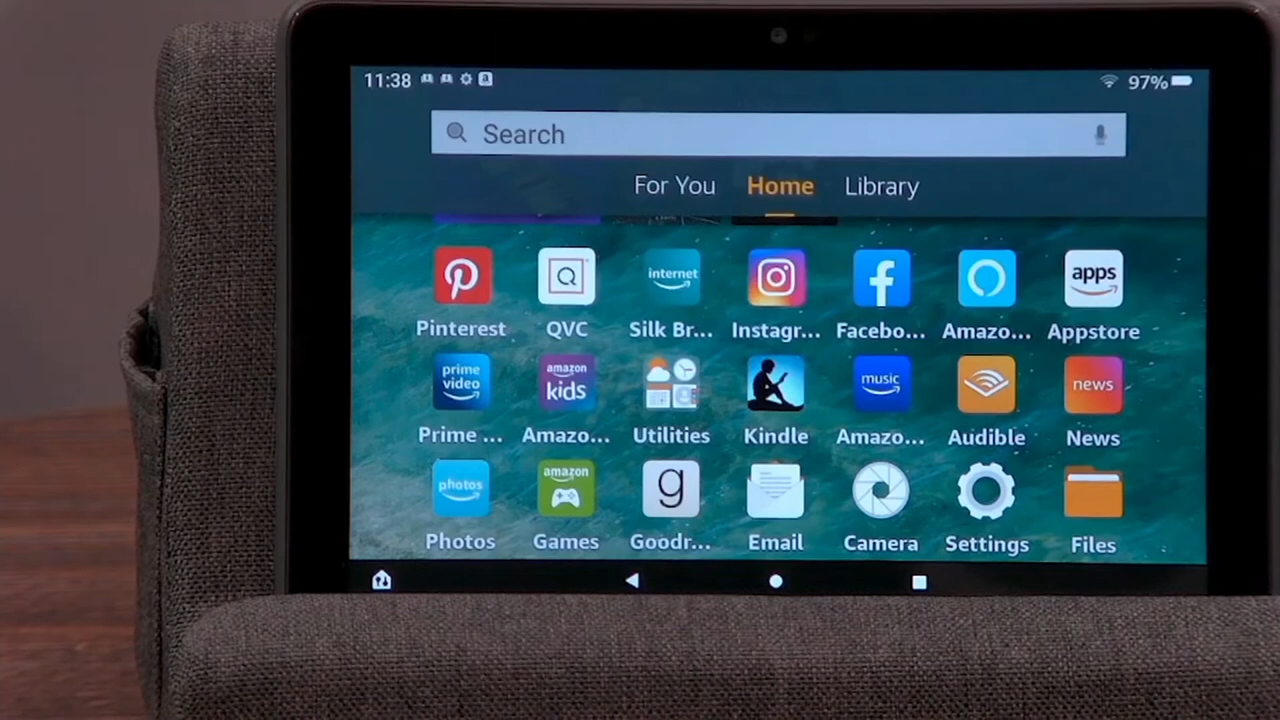 11:38 97%
Search
For You Home Library
internet apps
Pinterest QVC Silk Br... Instagr... Facebo... Amazo... Appstore
prime video amazon kids music news
Prime ... Amazo... Utilities Kindle Amazo... Audible News
photos amazon g
Photos Games Goodr... Email Camera Settings Files